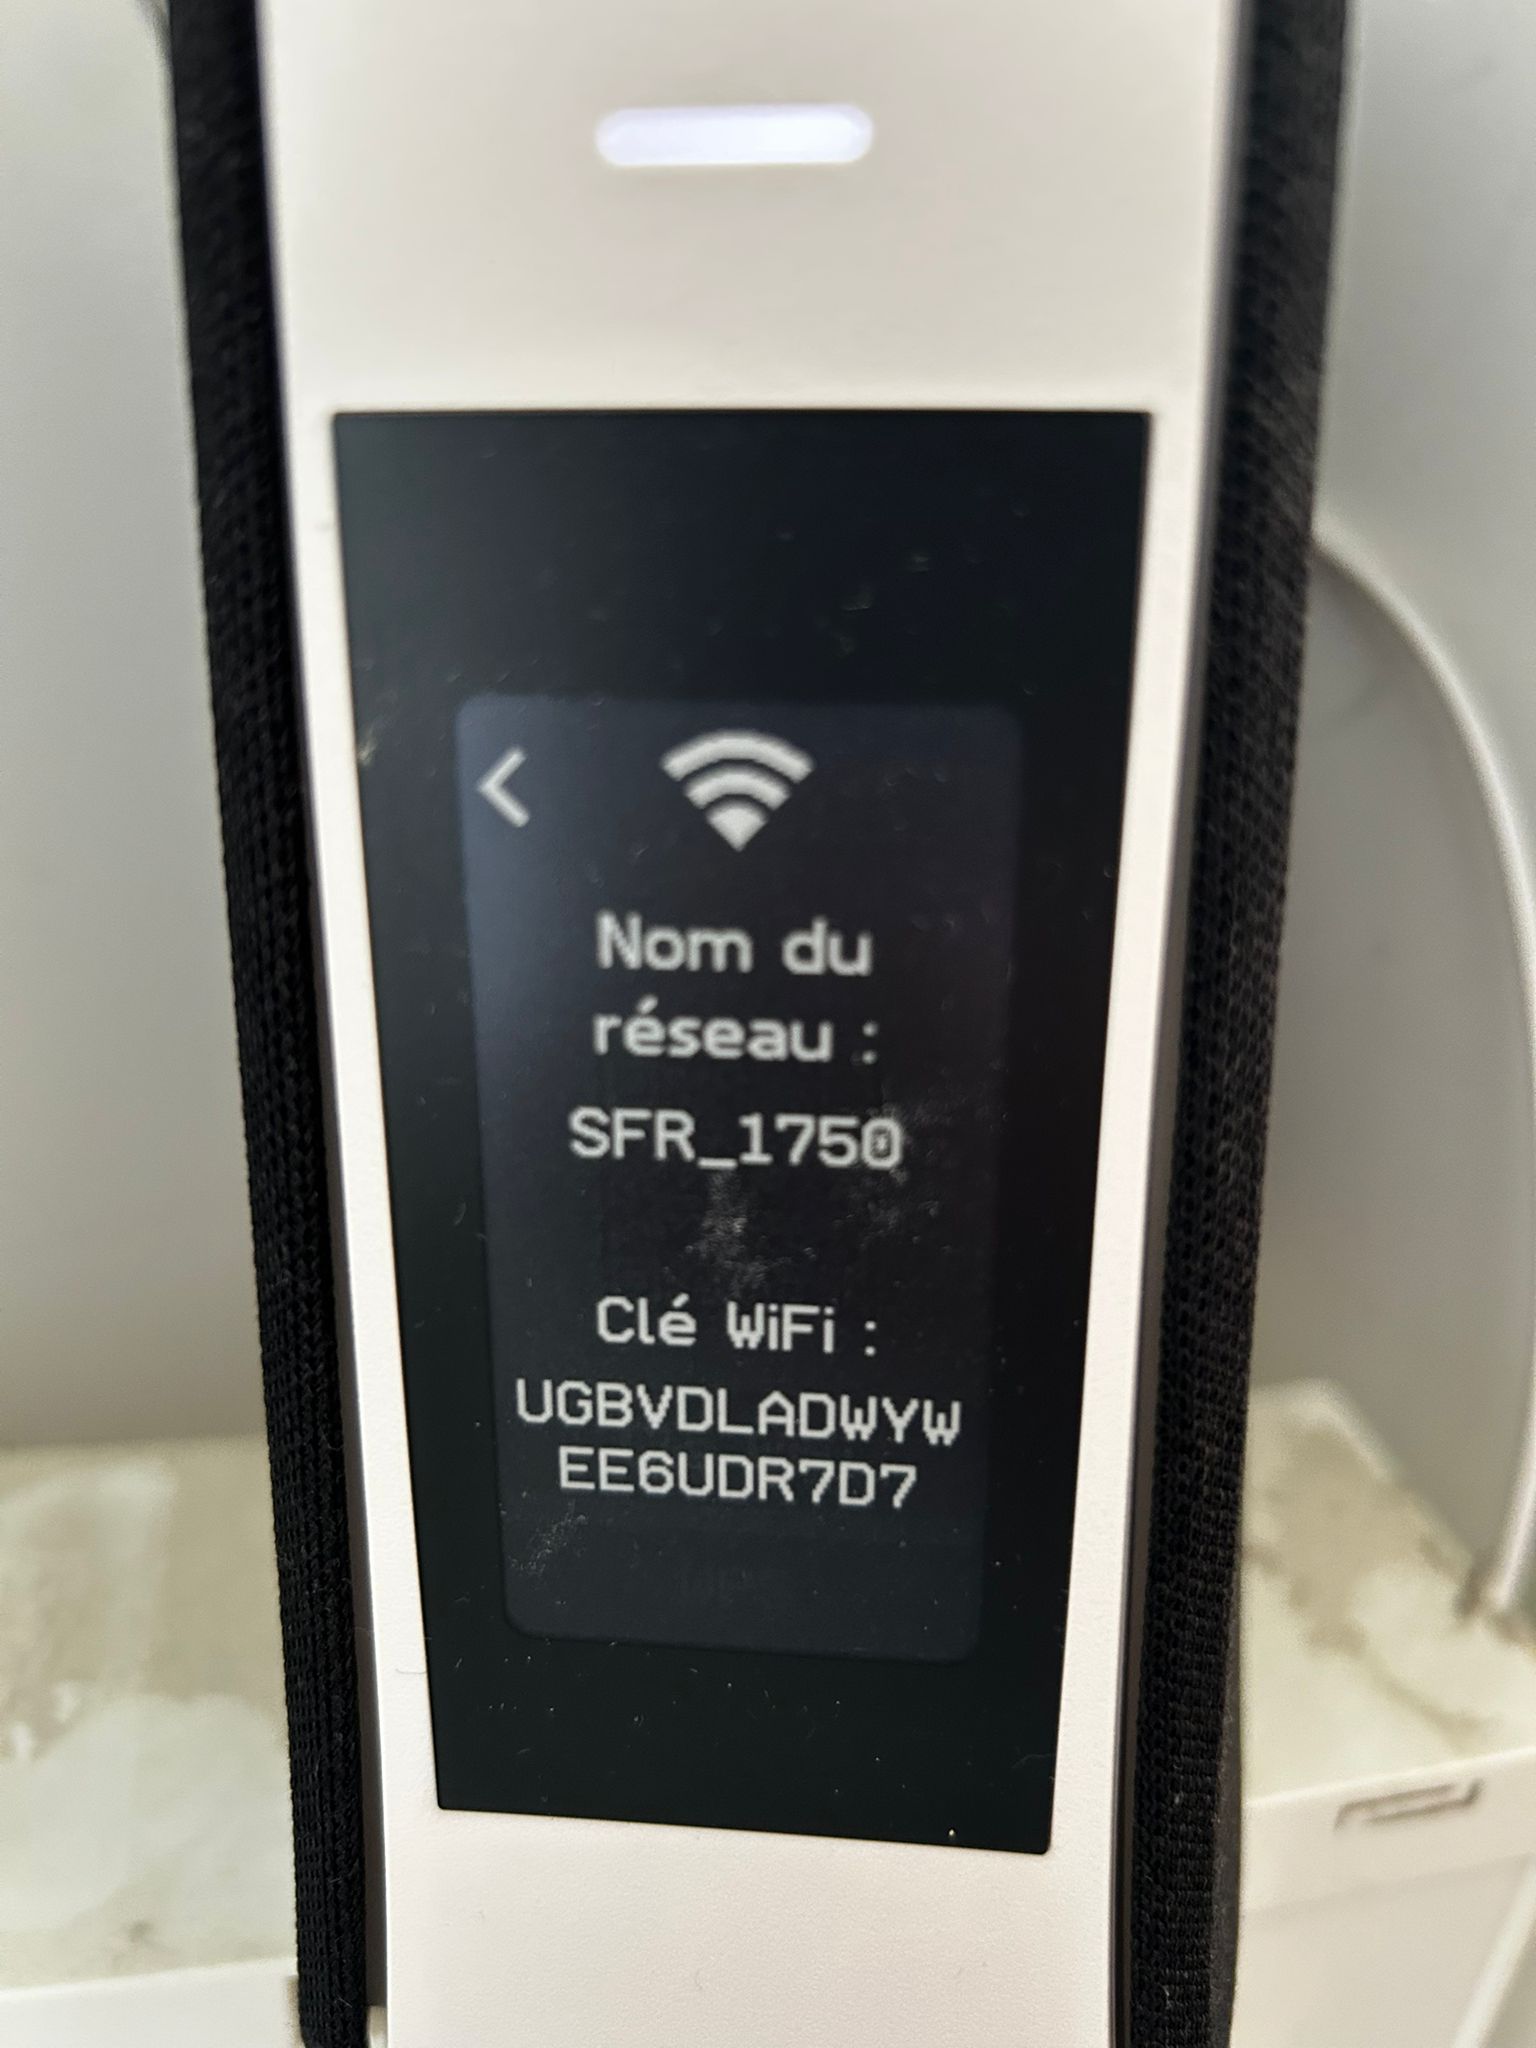 Nom du
réseau :
SFR_1750
Clé WiFi :
UGBVDLADWYW
EE6UDR7D7